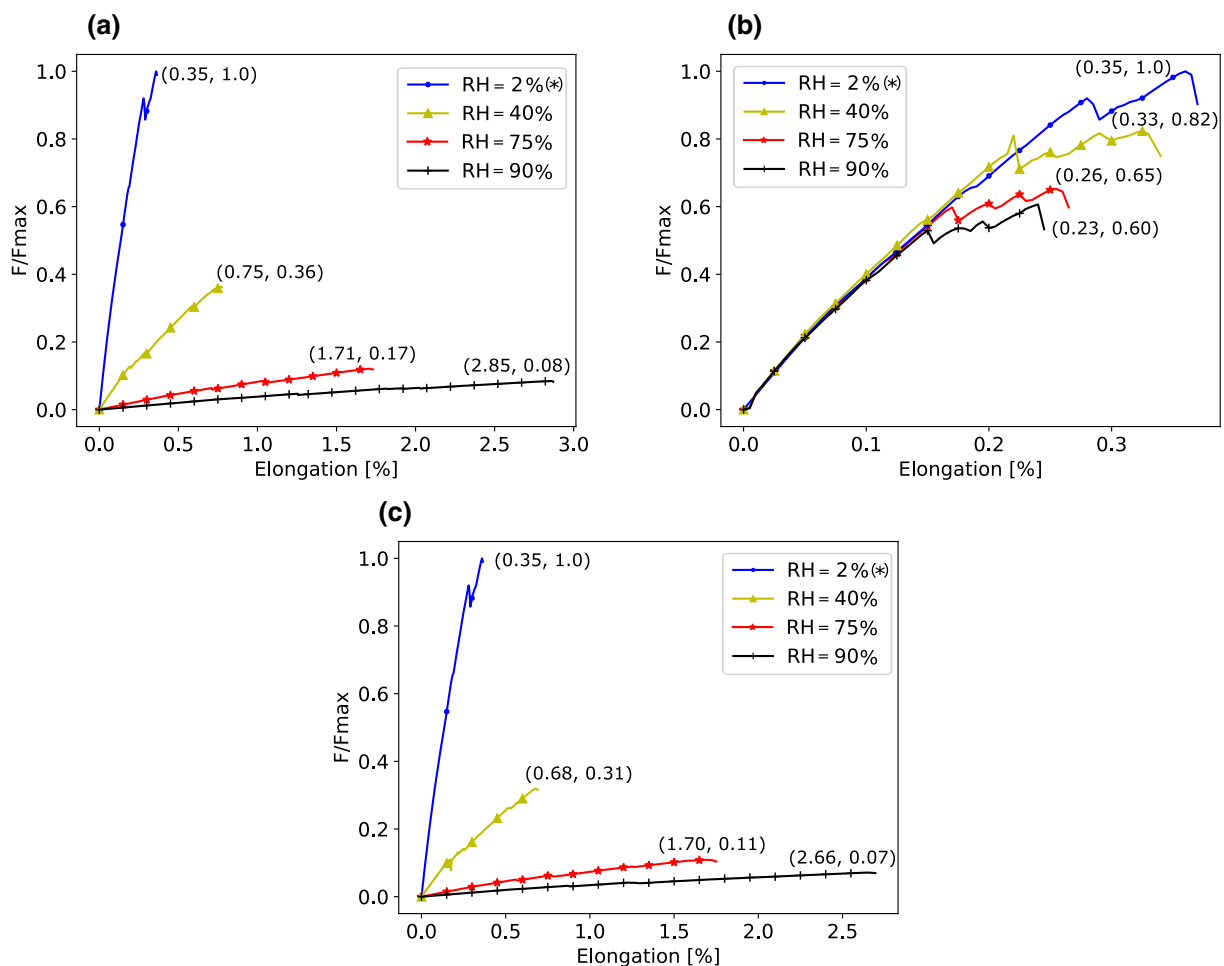 (a)
F/Fmax
1.0
0.8
0.6
0.4
0.2
0.0
(0.35, 1.0)
(0.75, 0.36)
(1.71, 0.17)
(2.85, 0.08)
RH = 2%(*)
RH = 40%
RH = 75%
RH = 90%
0.0 0.5 1.0 1.5 2.0 2.5 3.0
Elongation [%]
(b)
F/Fmax
1.0
0.8
0.6
0.4
0.2
0.0
RH = 2%(*)
RH = 40%
RH = 75%
RH = 90%
(0.35, 1.0)
(0.33, 0.82)
(0.26, 0.65)
(0.23, 0.60)
0.0 0.1 0.2 0.3
Elongation [%]
(c)
F/Fmax
1.0
0.8
0.6
0.4
0.2
0.0
(0.35, 1.0)
(0.68, 0.31)
(1.70, 0.11)
(2.66, 0.07)
RH = 2%(*)
RH = 40%
RH = 75%
RH = 90%
0.0 0.5 1.0 1.5 2.0 2.5
Elongation [%]